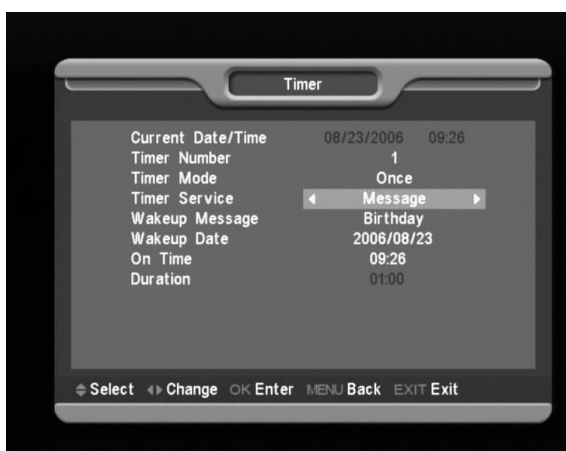 Timer
Current Date/Time 08/23/2006 09:26
Timer Number 1
Timer Mode Once
Timer Service Message
Wakeup Message Birthday
Wakeup Date 2006/08/23
On Time 09:26
Duration 01:00
Select Change OK Enter MENU Back EXIT Exit